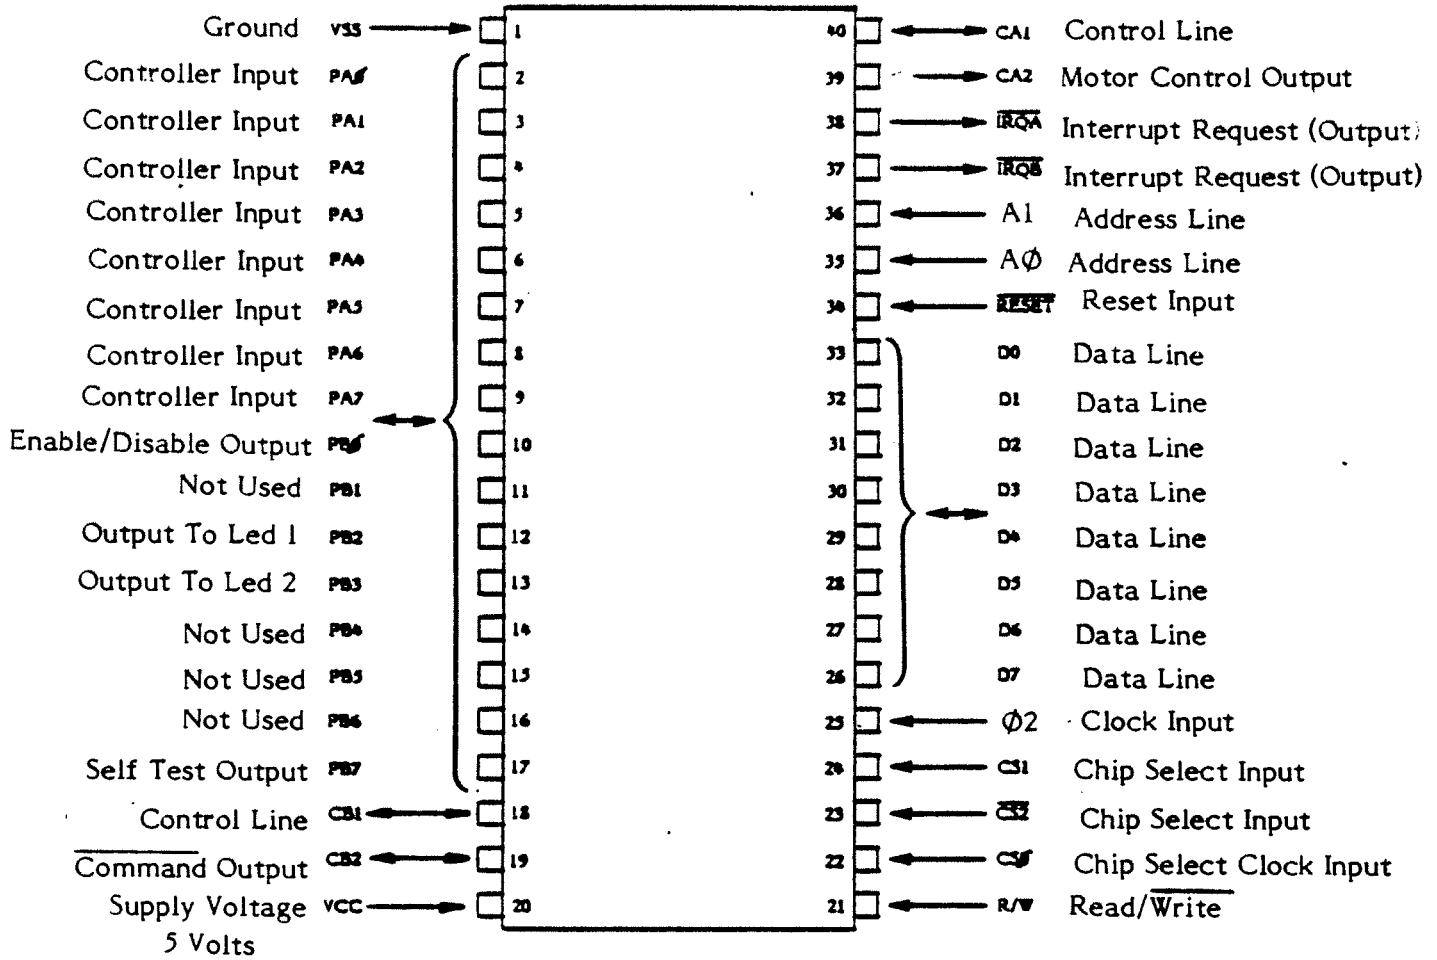 Ground VSS 1 40 CA1 Control Line
Controller Input PAØ 2 39 CA2 Motor Control Output
Controller Input PA1 3 38 IRQA Interrupt Request (Output)
Controller Input PA2 4 37 IRQB Interrupt Request (Output)
Controller Input PA3 5 36 A1 Address Line
Controller Input PA4 6 35 AØ Address Line
Controller Input PA5 7 34 RESET Reset Input
Controller Input PA6 8 33 D0 Data Line
Controller Input PA7 9 32 D1 Data Line
Enable/Disable Output PBØ 10 31 D2 Data Line
Not Used PB1 11 30 D3 Data Line
Output To Led 1 PB2 12 29 D4 Data Line
Output To Led 2 PB3 13 28 D5 Data Line
Not Used PB4 14 27 D6 Data Line
Not Used PB5 15 26 D7 Data Line
Not Used PB6 16 25 Ø2 Clock Input
Self Test Output PB7 17 24 CS1 Chip Select Input
Control Line CB1 18 23 CS2 Chip Select Input
Command Output CB2 19 22 CSØ Chip Select Clock Input
Supply Voltage VCC 20 21 R/W Read/Write
5 Volts